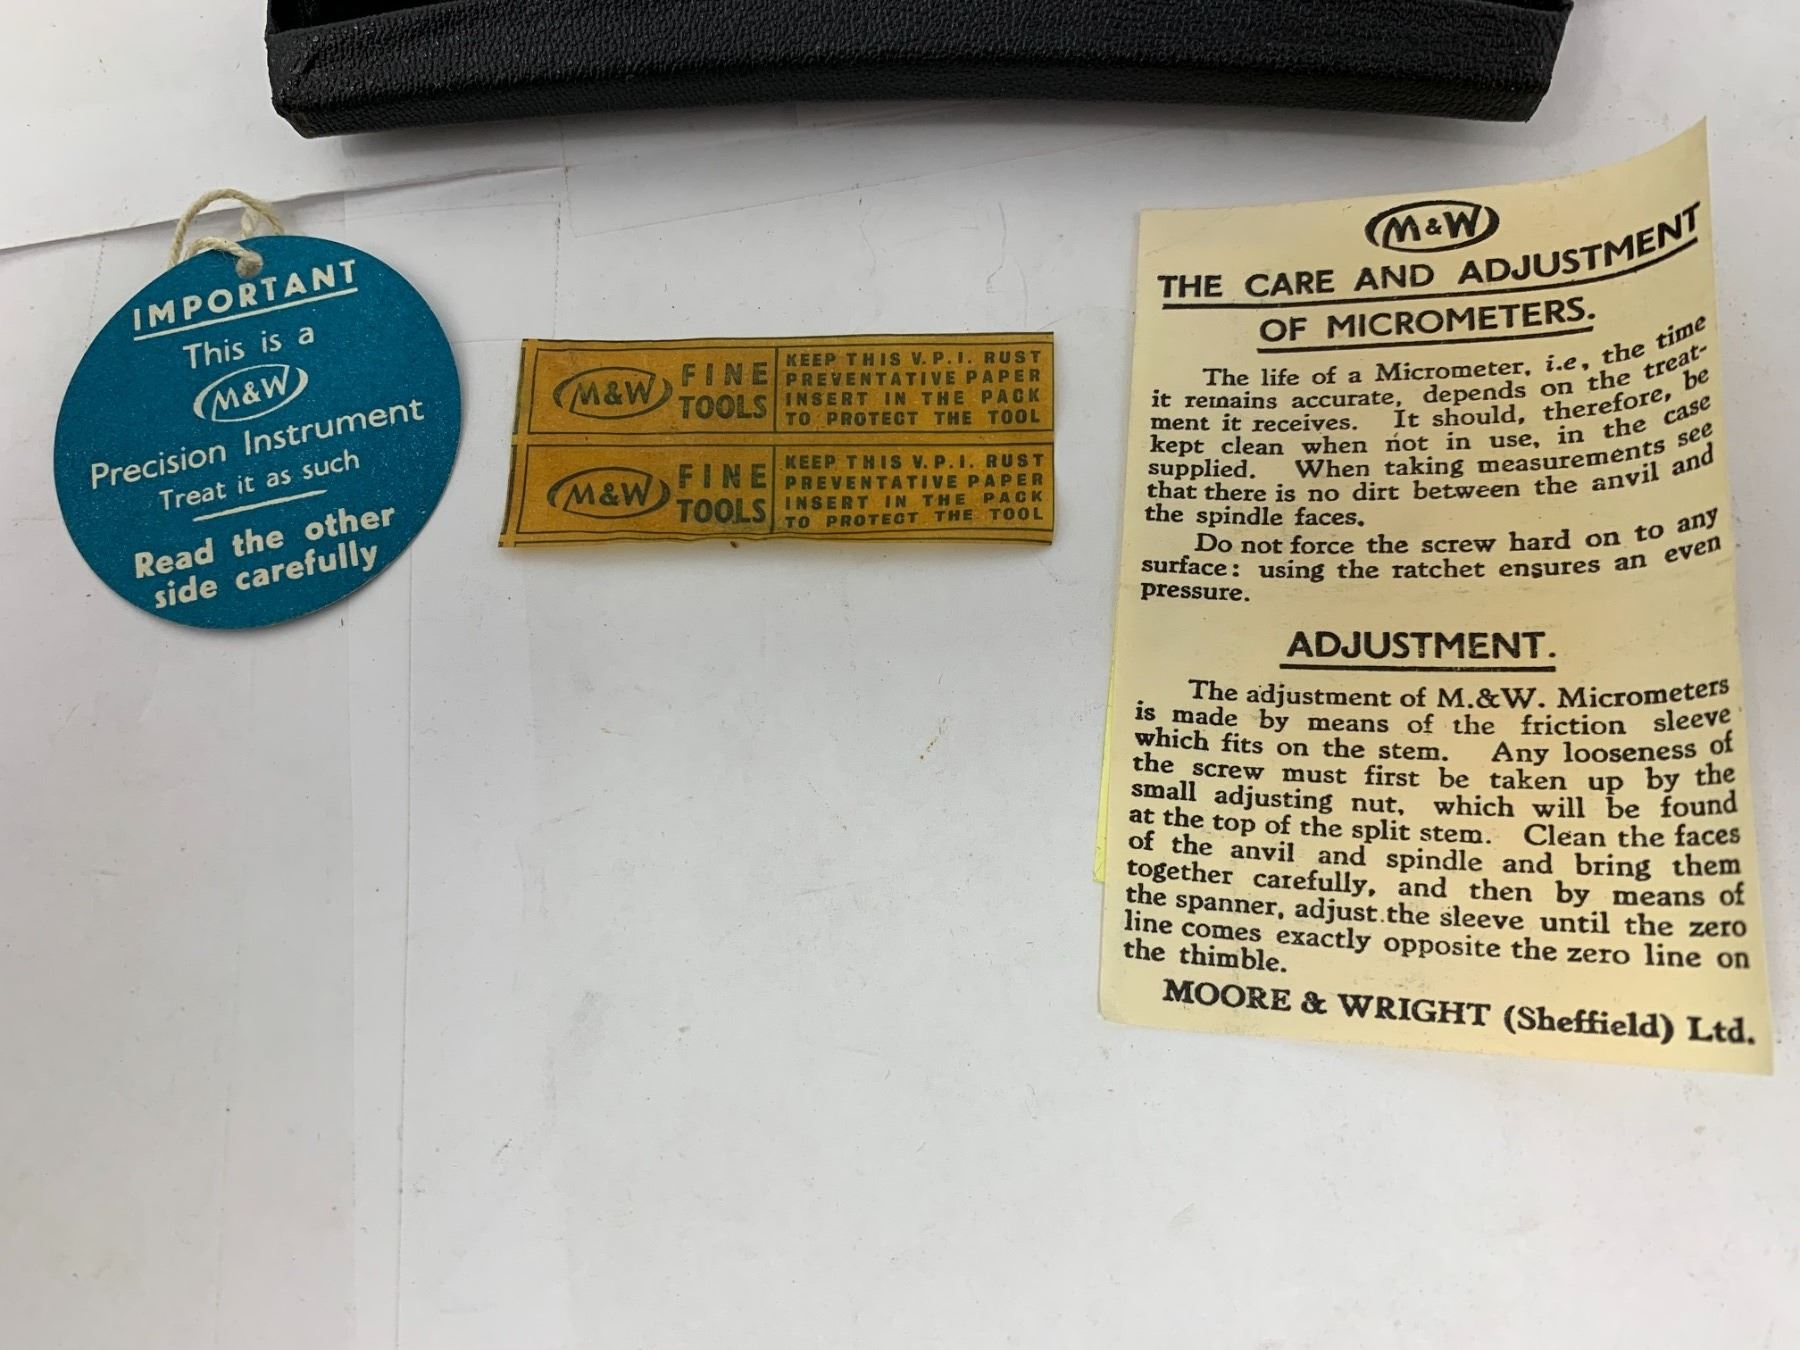 IMPORTANT
This is a
M&W
Precision Instrument
Treat it as such
Read the other
side carefully
M&W FINE TOOLS
KEEP THIS V.P.I. RUST
PREVENTATIVE PAPER
INSERT IN THE PACK
TO PROTECT THE TOOL
M&W FINE TOOLS
KEEP THIS V.P.I. RUST
PREVENTATIVE PAPER
INSERT IN THE PACK
TO PROTECT THE TOOL
M&W
THE CARE AND ADJUSTMENT
OF MICROMETERS.
The life of a Micrometer, i.e, the time
it remains accurate, depends on the treat-
ment it receives. It should, therefore, be
kept clean when not in use, in the case
supplied. When taking measurements see
that there is no dirt between the anvil and
the spindle faces.
Do not force the screw hard on to any
surface: using the ratchet ensures an even
pressure.
ADJUSTMENT.
The adjustment of M.&W. Micrometers
is made by means of the friction sleeve
which fits on the stem. Any looseness of
the screw must first be taken up by the
small adjusting nut, which will be found
at the top of the split stem. Clean the faces
of the anvil and spindle and bring them
together carefully, and then by means of
the spanner, adjust the sleeve until the zero
line comes exactly opposite the zero line on
the thimble.
MOORE & WRIGHT (Sheffield) Ltd.